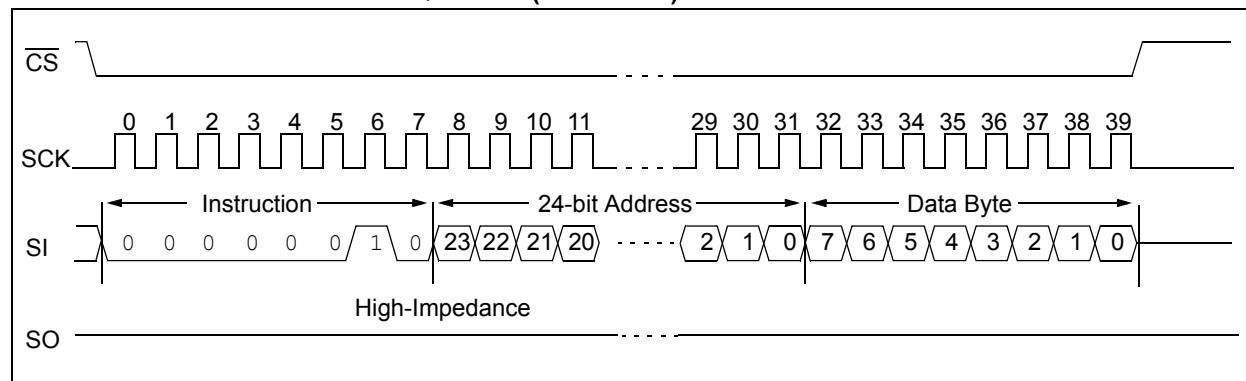 CS
0 1 2 3 4 5 6 7 8 9 10 11 29 30 31 32 33 34 35 36 37 38 39
SCK
Instruction 24-bit Address Data Byte
SI 0 0 0 0 0 0 1 0 23 22 21 20 2 1 0 7 6 5 4 3 2 1 0
High-Impedance
SO